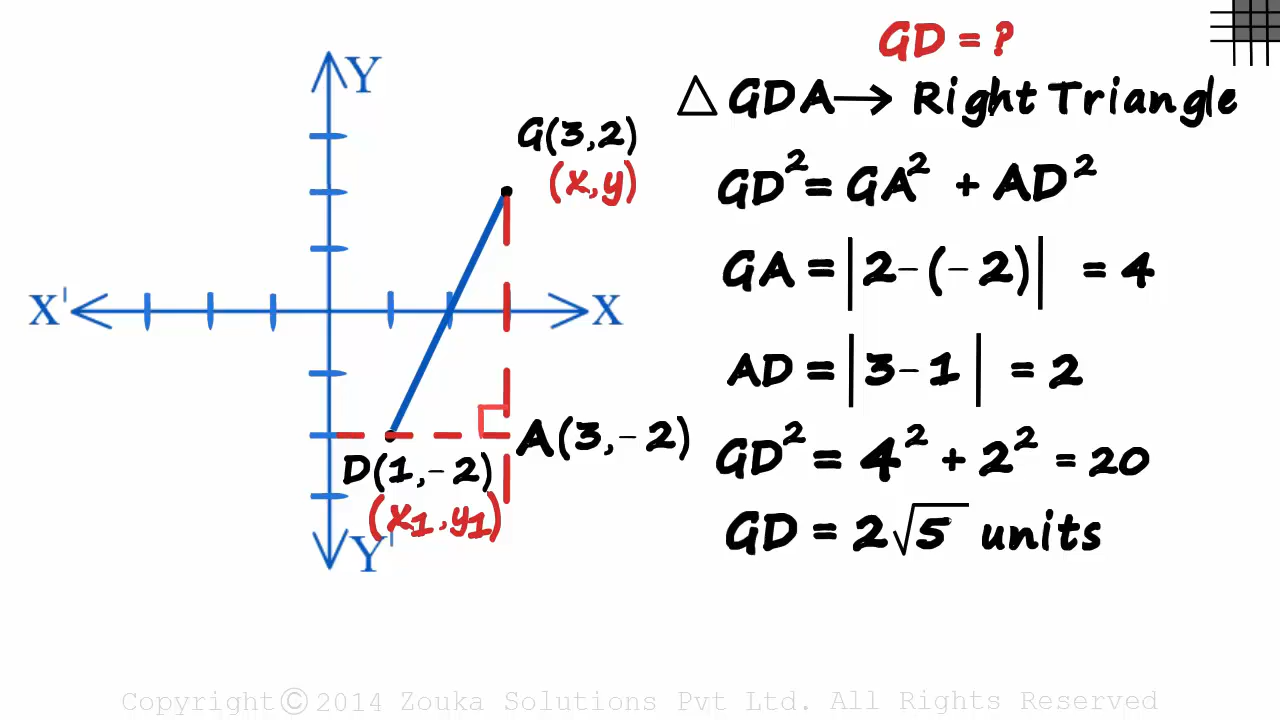 GD = ?
△ GDA → Right Triangle
GD² = GA² + AD²
GA = |2-(-2)| = 4
AD = |3-1| = 2
GD² = 4² + 2² = 20
GD = 2√5 units
Y
G(3,2)
(x,y)
X'
X
A(3,-2)
D(1,-2)
(x₁,y₁)
Y'
Copyright© 2014 Zouka Solutions Pvt Ltd. All Rights Reserved